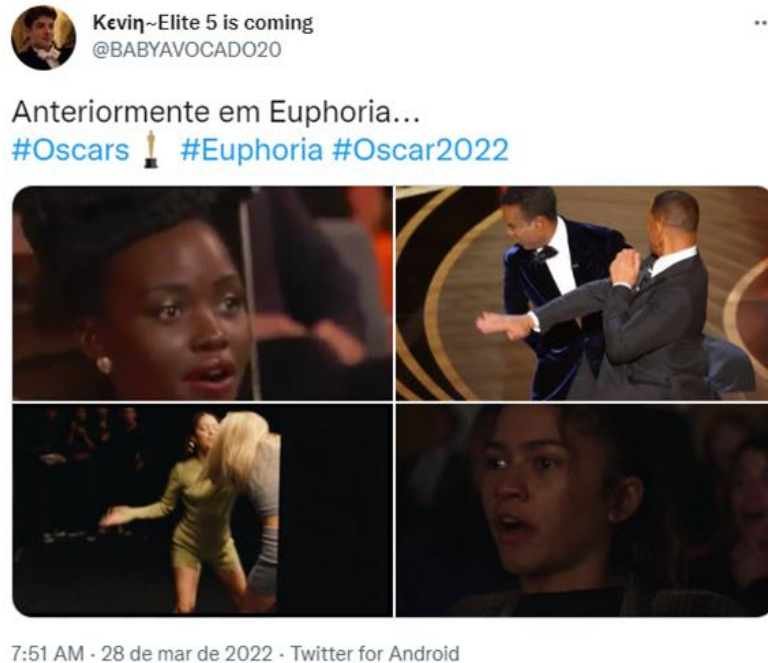 Kєviη~Elite 5 is coming
@BABYAVOCADO20
Anteriormente em Euphoria...
#Oscars #Euphoria #Oscar2022
7:51 AM · 28 de mar de 2022 · Twitter for Android